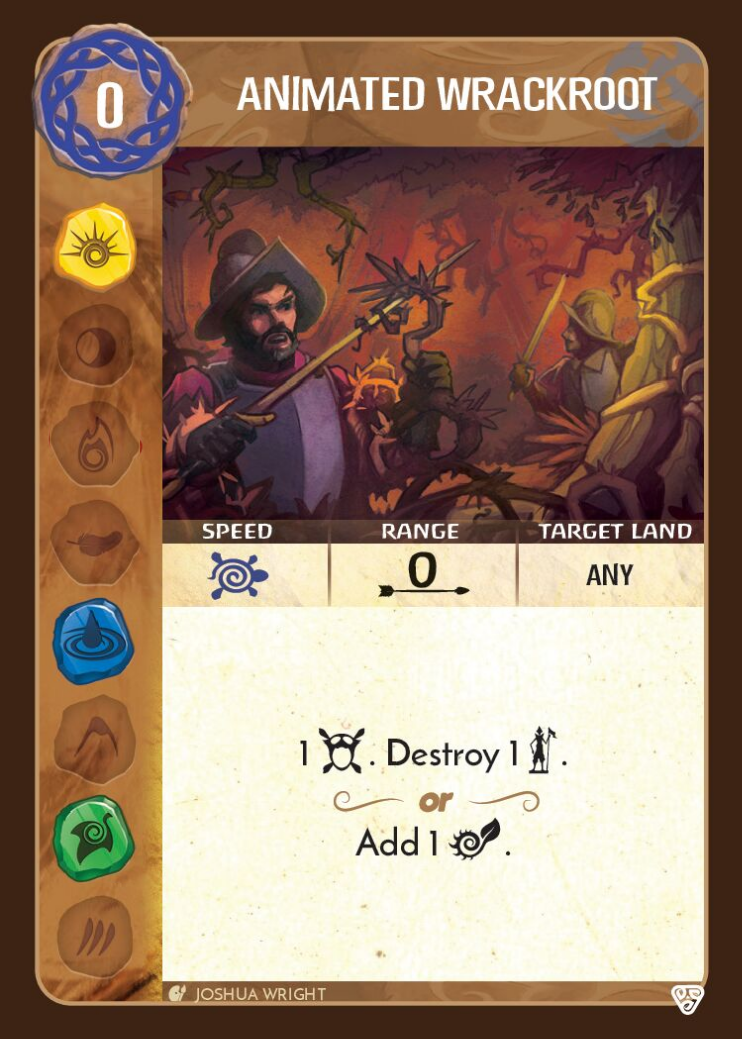 0
ANIMATED WRACKROOT
SPEED RANGE TARGET LAND
0 ANY
1 . Destroy 1 .
or
Add 1 .
JOSHUA WRIGHT